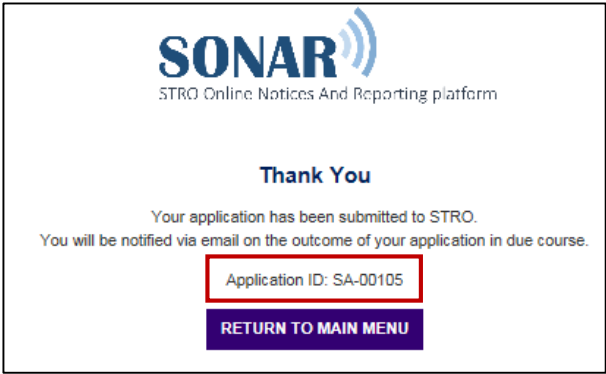 SONAR
STRO Online Notices And Reporting platform
Thank You
Your application has been submitted to STRO.
You will be notified via email on the outcome of your application in due course.
Application ID: SA-00105
RETURN TO MAIN MENU